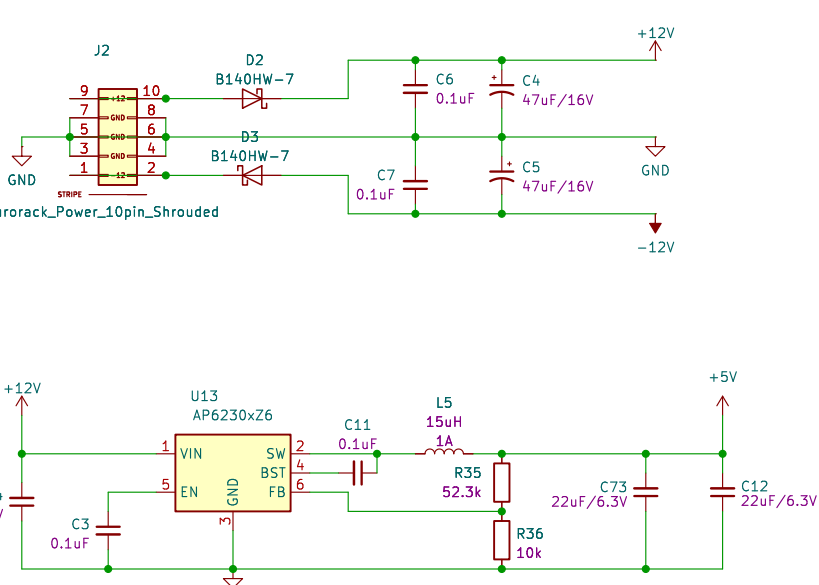 +12V
J2
D2
B140HW-7
C6
0.1uF
C4
47uF/16V
9 +12 10
7 GND 8
5 GND 6
3 GND 4
1 -12 2
D3
B140HW-7
GND
GND
C7
0.1uF
C5
47uF/16V
STRIPE
urorack_Power_10pin_Shrouded
-12V
+12V
+5V
U13
AP6230xZ6
L5
15uH
1A
C11
0.1uF
1 VIN SW 2
BST 4
5 EN FB 6
GND
3
R35
52.3k
C73
22uF/6.3V
C12
22uF/6.3V
C3
0.1uF
R36
10k